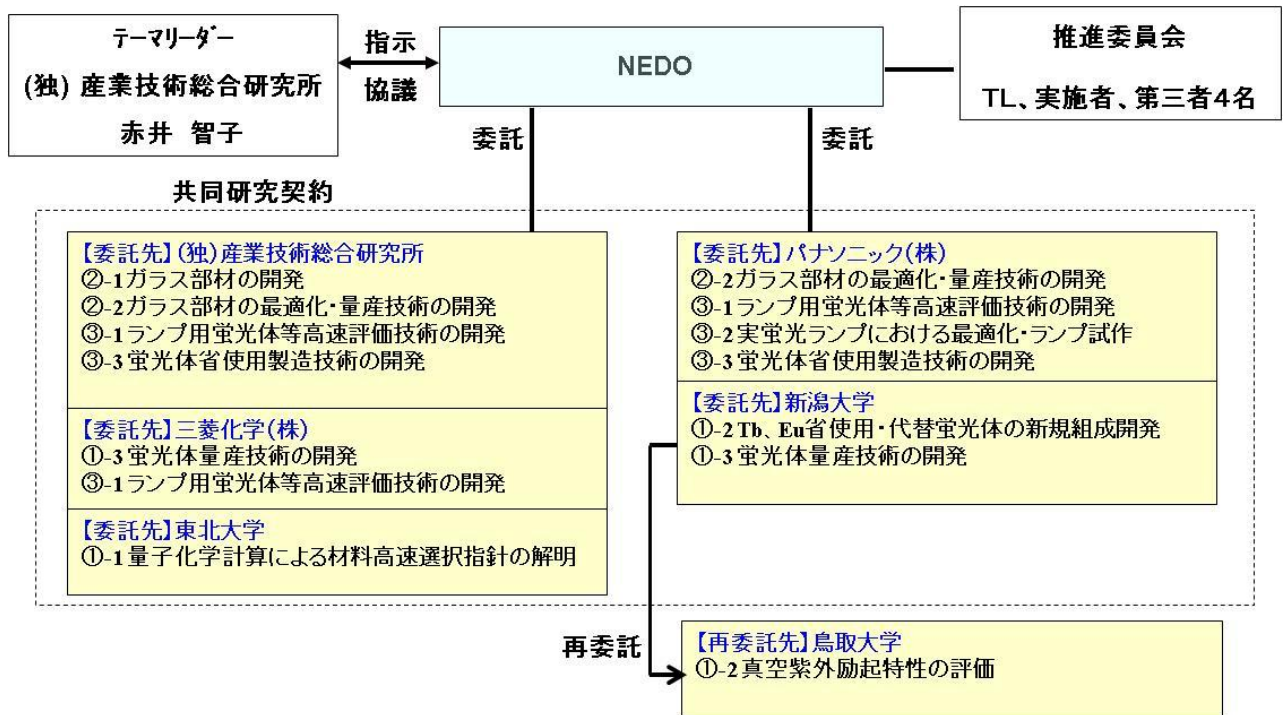 テーマリーダー
(独) 産業技術総合研究所
赤井 智子
指示
協議
NEDO
推進委員会
TL、実施者、第三者4名
委託
委託
共同研究契約
【委託先】(独)産業技術総合研究所
②-1ガラス部材の開発
②-2ガラス部材の最適化・量産技術の開発
③-1ランプ用蛍光体等高速評価技術の開発
③-3蛍光体省使用製造技術の開発
【委託先】三菱化学(株)
①-3蛍光体量産技術の開発
③-1ランプ用蛍光体等高速評価技術の開発
【委託先】東北大学
①-1量子化学計算による材料高速選択指針の解明
【委託先】パナソニック(株)
②-2ガラス部材の最適化・量産技術の開発
③-1ランプ用蛍光体等高速評価技術の開発
③-2実蛍光ランプにおける最適化・ランプ試作
③-3蛍光体省使用製造技術の開発
【委託先】新潟大学
①-2Tb、Eu省使用・代替蛍光体の新規組成開発
①-3蛍光体量産技術の開発
再委託
【再委託先】鳥取大学
①-2真空紫外励起特性の評価